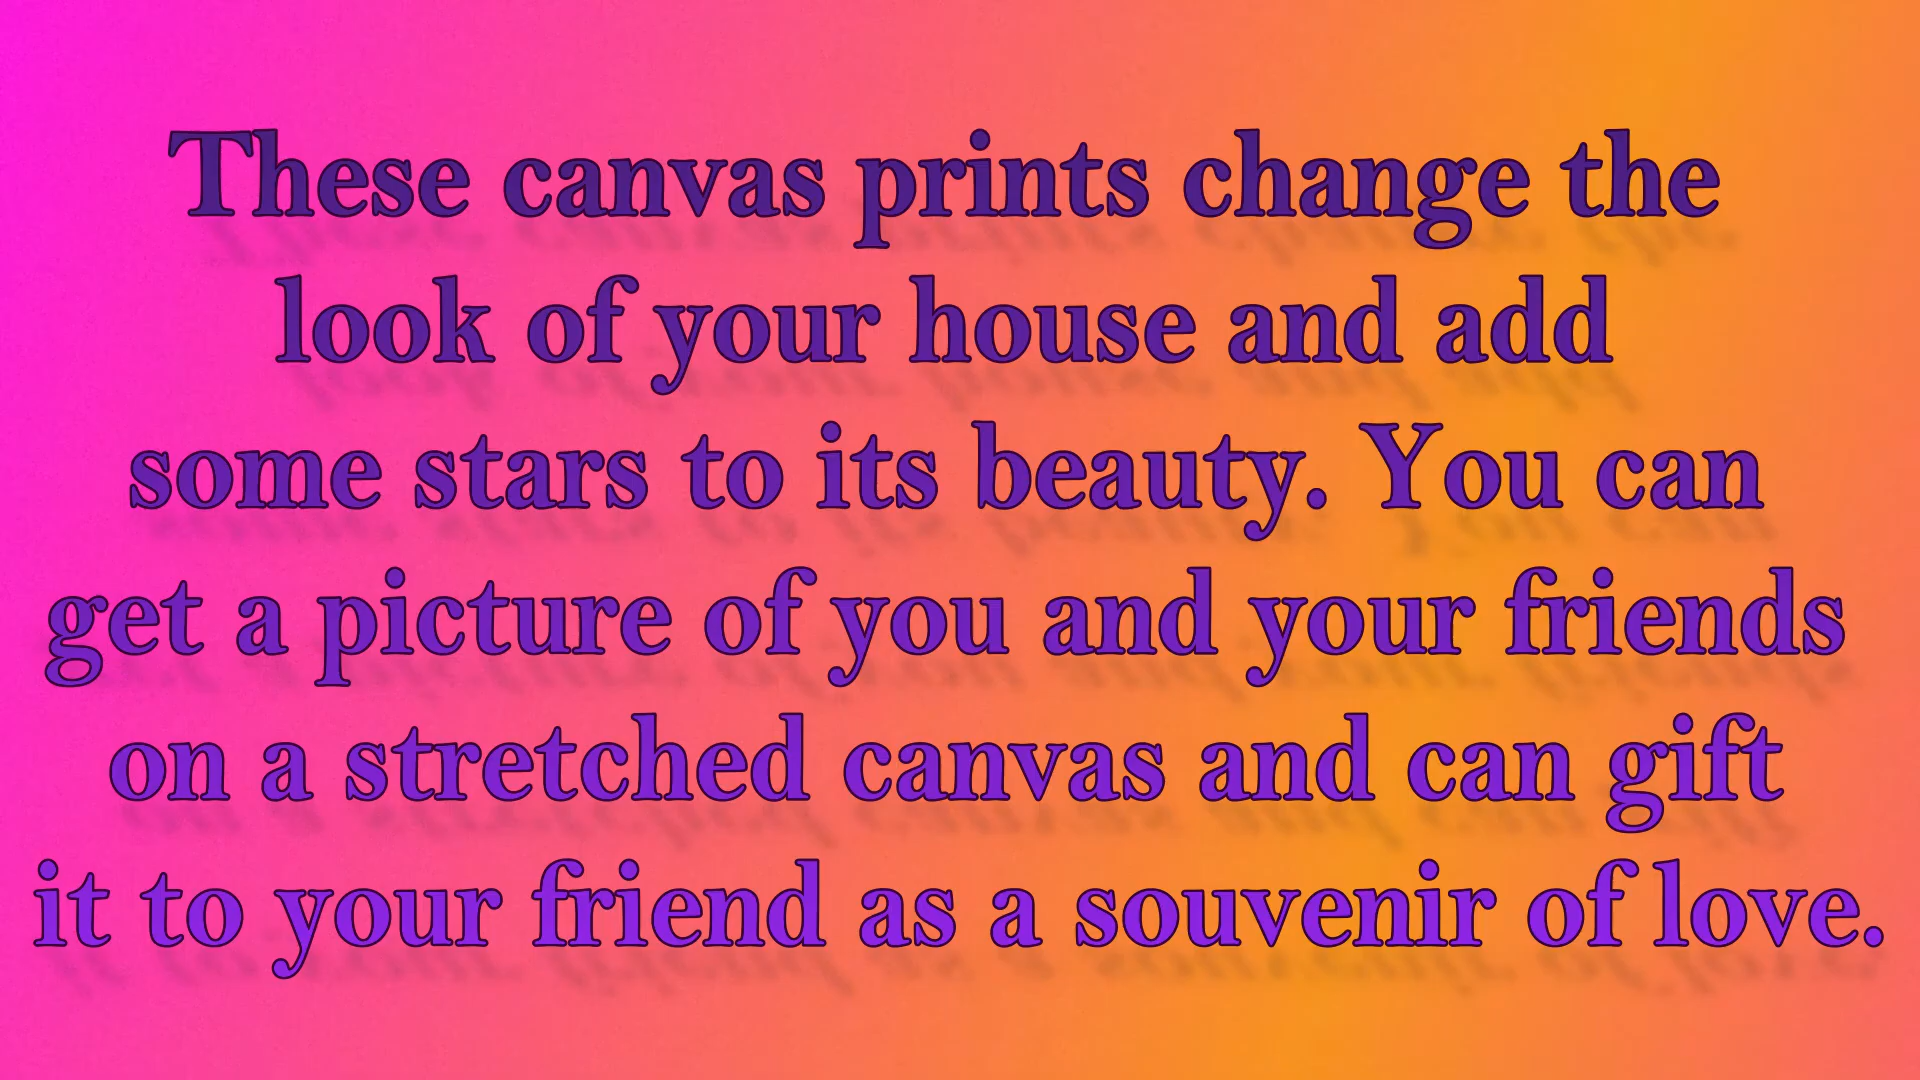 These canvas prints change the
look of your house and add
some stars to its beauty. You can
get a picture of you and your friends
on a stretched canvas and can gift
it to your friend as a souvenir of love.